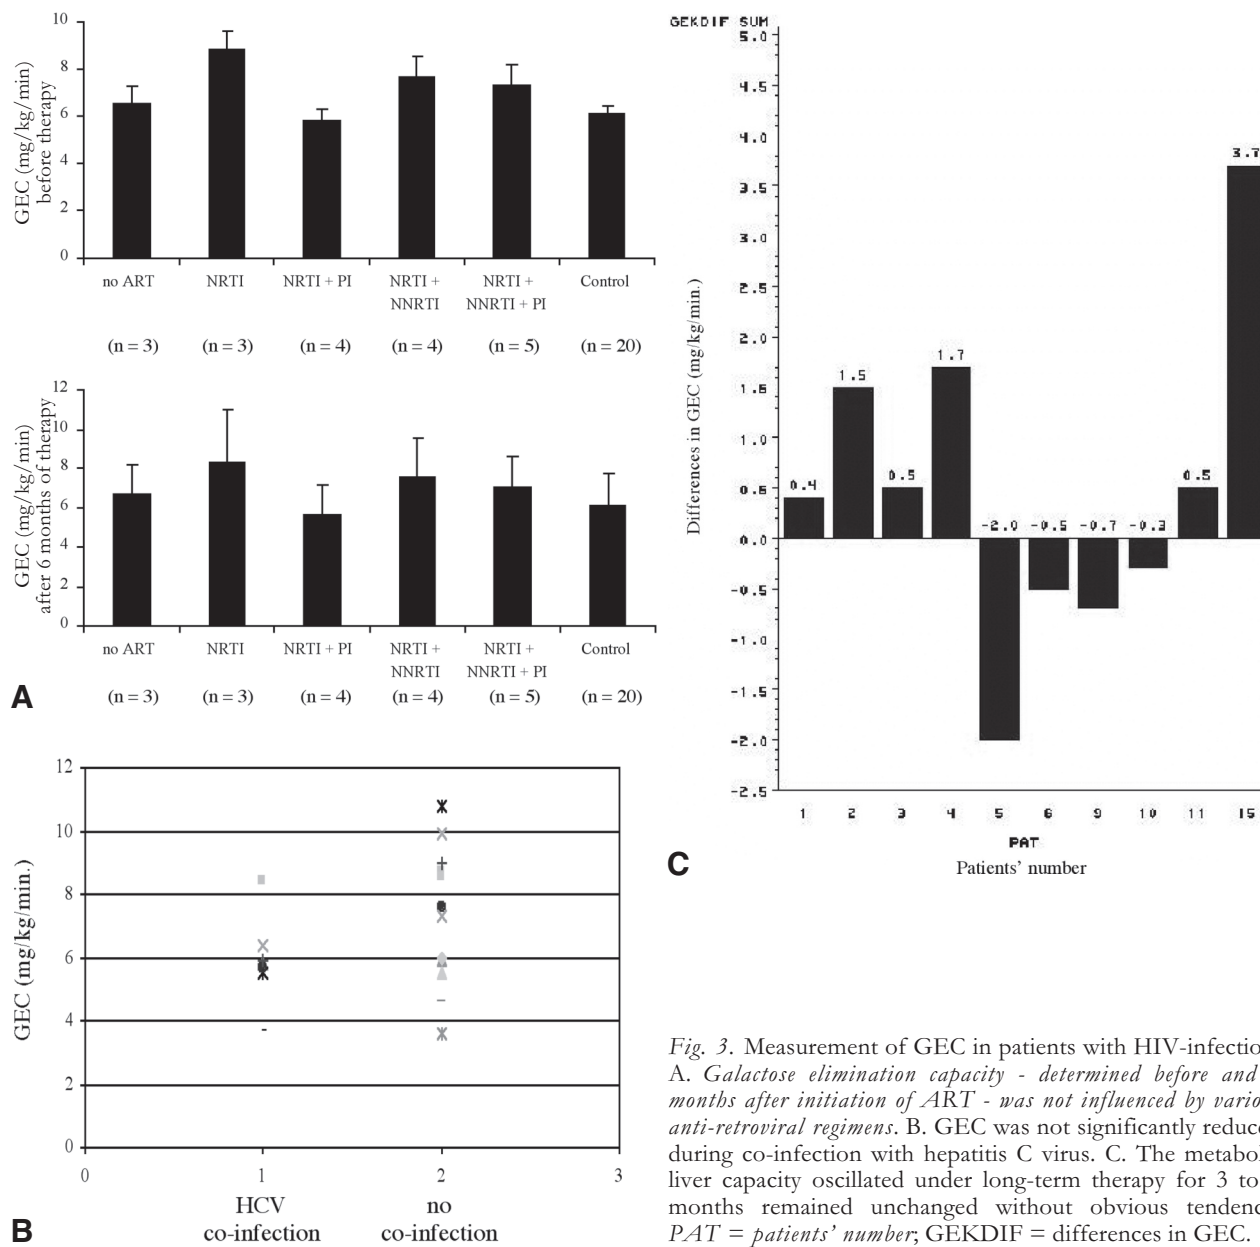 10
8
6
4
2
0
GEC (mg/kg/min)
before therapy
no ART NRTI NRTI + PI NRTI + NRTI + Control
NNRTI NNRTI + PI
(n = 3) (n = 3) (n = 4) (n = 4) (n = 5) (n = 20)
12
10
8
6
4
2
0
GEC (mg/kg/min)
after 6 months of therapy
no ART NRTI NRTI + PI NRTI + NRTI + Control
NNRTI NNRTI + PI
(n = 3) (n = 3) (n = 4) (n = 4) (n = 5) (n = 20)
A
12
10
8
6
4
2
0
GEC (mg/kg/min.)
0 1 2 3
HCV no
co-infection co-infection
B
GEKDIF SUM
5.0
4.5
4.0
3.5
3.0
2.5
2.0
1.5
1.0
0.5
0.0
-0.5
-1.0
-1.5
-2.0
-2.5
Differences in GEC (mg/kg/min.)
0.4 1.5 0.5 1.7 -2.0 -0.5 -0.7 -0.3 0.5 3.7
1 2 3 4 5 6 9 10 11 15
PAT
Patients' number
C
Fig. 3. Measurement of GEC in patients with HIV-infectio
A. Galactose elimination capacity - determined before and
months after initiation of ART - was not influenced by vario
anti-retroviral regimens. B. GEC was not significantly reduce
during co-infection with hepatitis C virus. C. The metabol
liver capacity oscillated under long-term therapy for 3 to
months remained unchanged without obvious tendenc
PAT = patients' number; GEKDIF = differences in GEC.